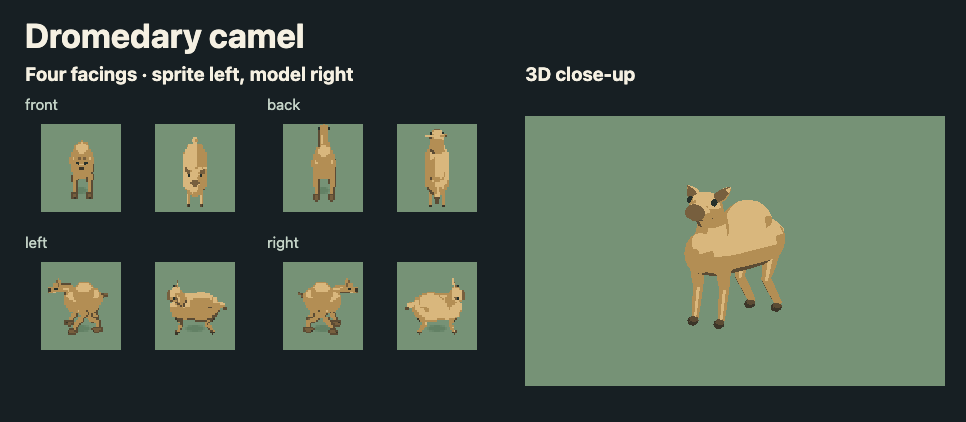 Dromedary camel
Four facings · sprite left, model right
3D close-up
front
back
left
right